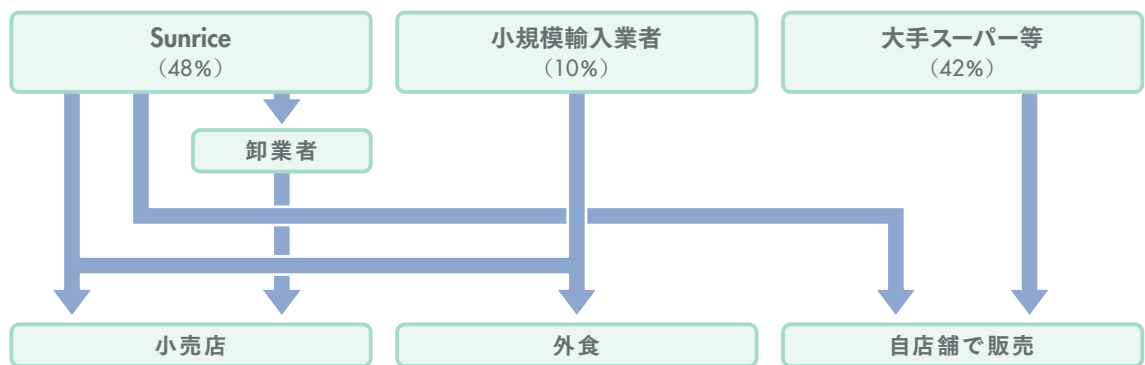 Sunrice
（48%）
小規模輸入業者
（10%）
大手スーパー等
（42%）
卸業者
小売店
外食
自店舗で販売